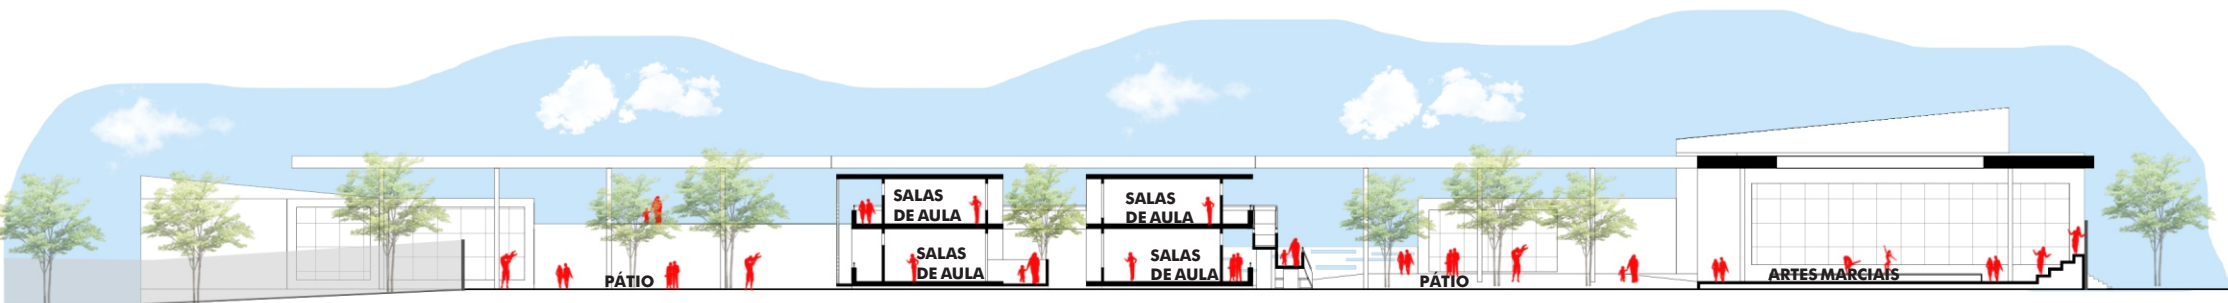 SALAS
DE AULA
SALAS
DE AULA
SALAS
DE AULA
SALAS
DE AULA
PÁTIO
PÁTIO
ARTES MARCIAIS